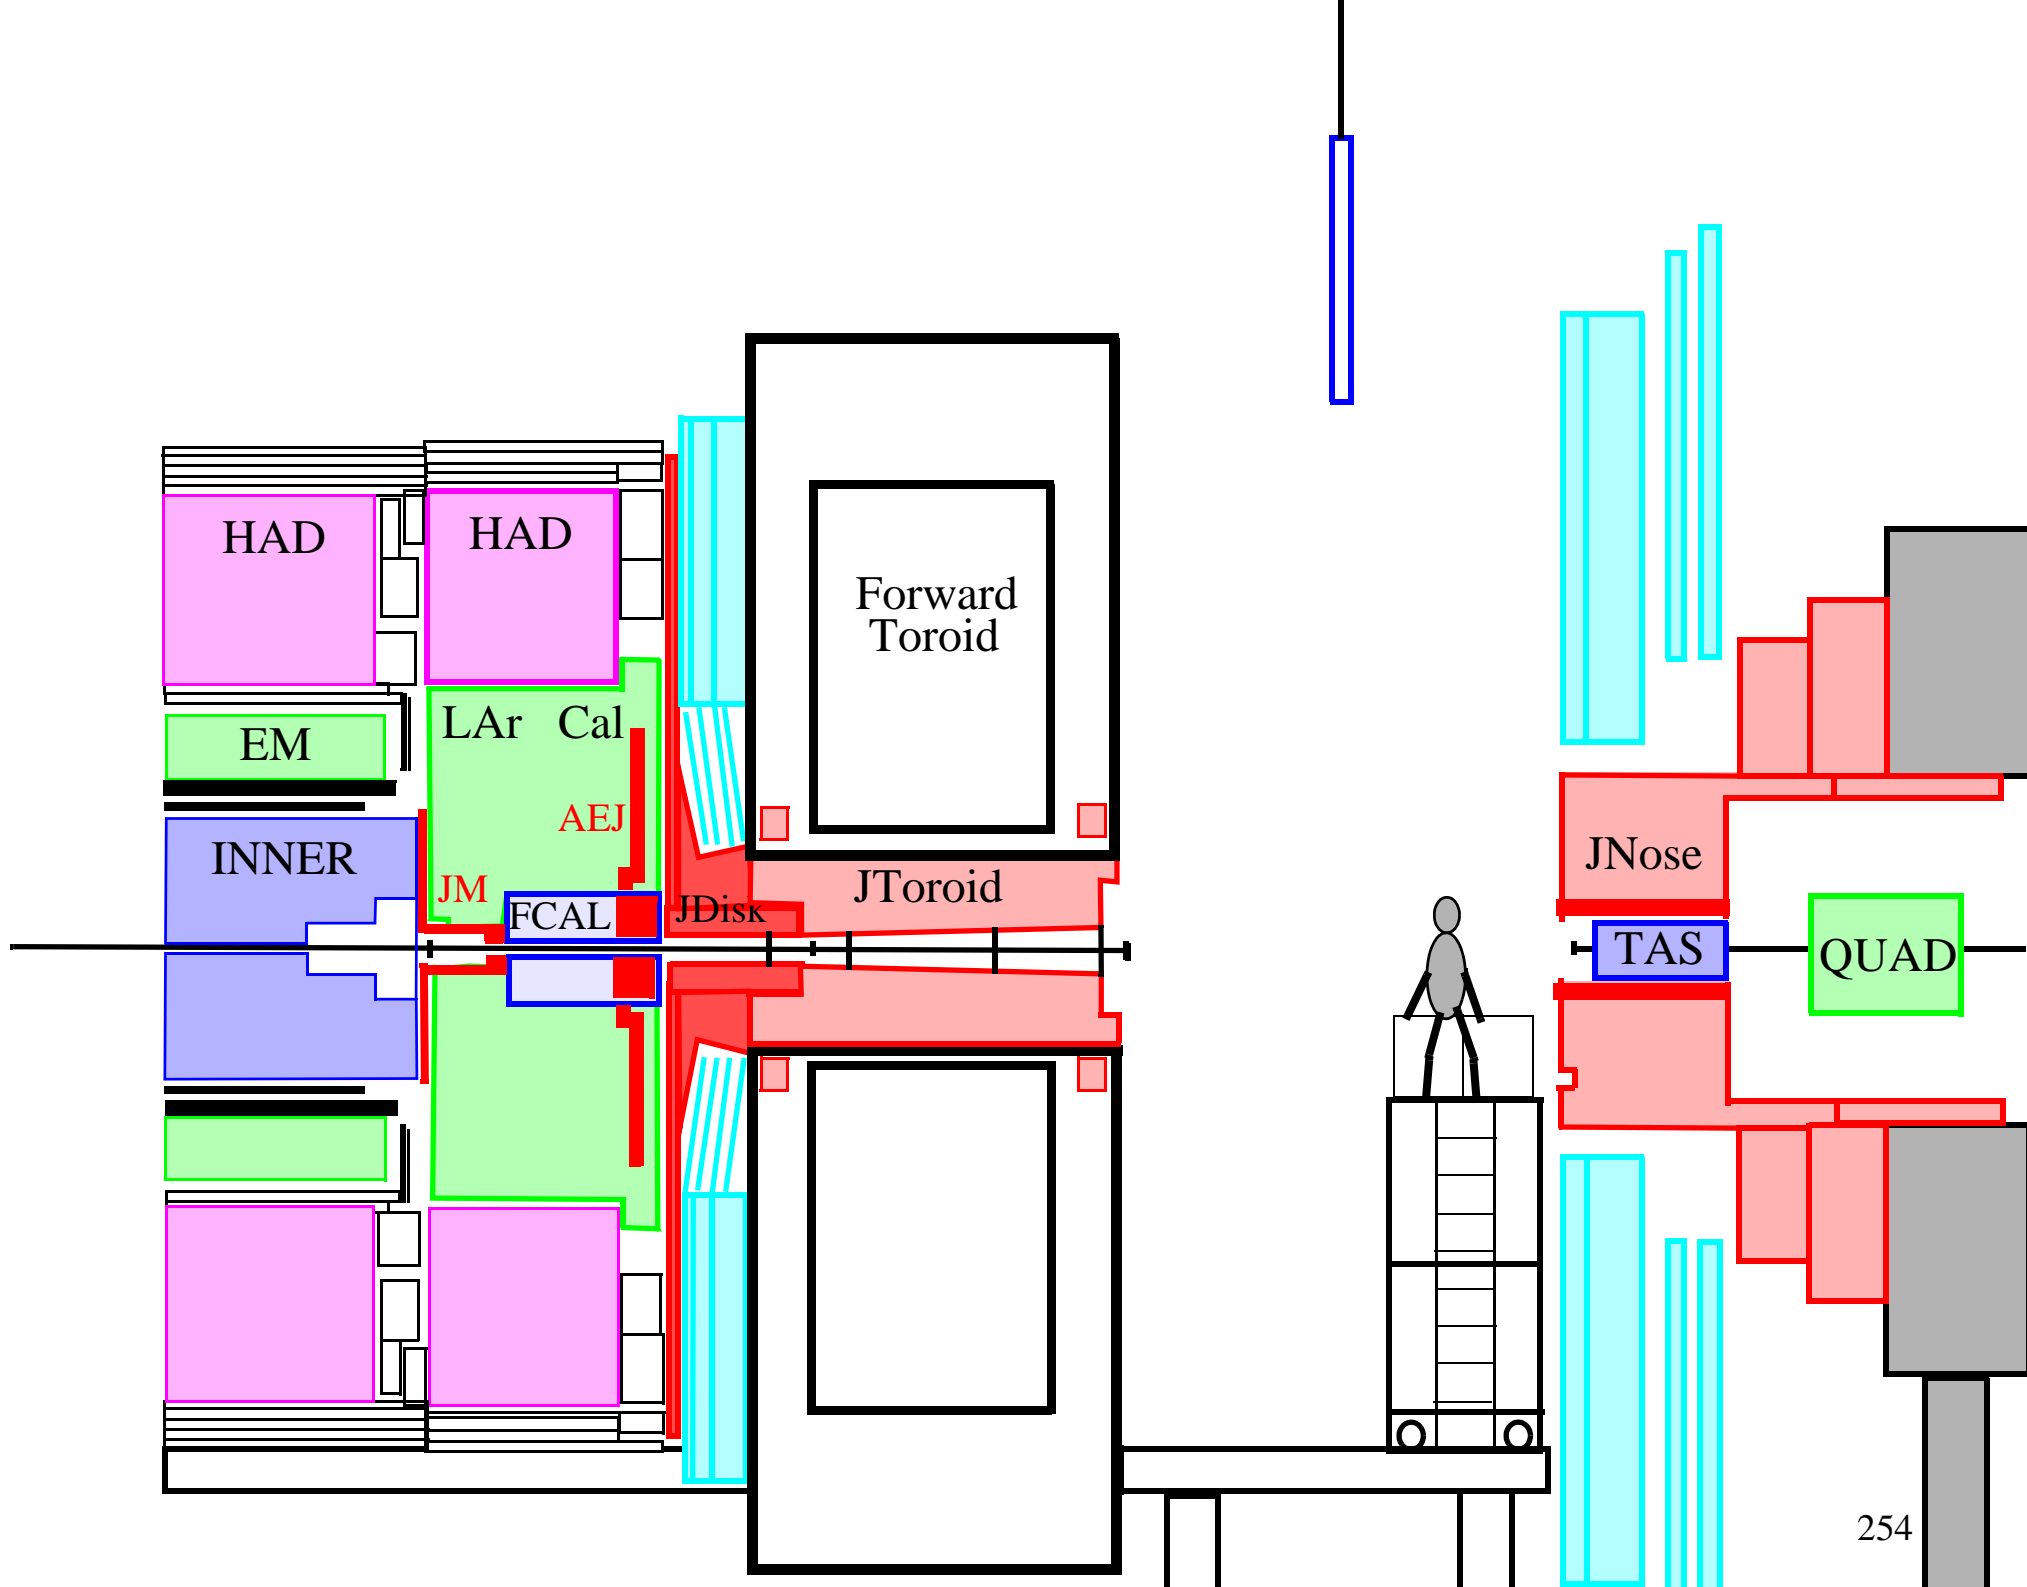 HAD
HAD
Forward
Toroid
LAr Cal
EM
AEJ
INNER
JM
FCAL
JDisk
JToroid
JNose
TAS
QUAD
254